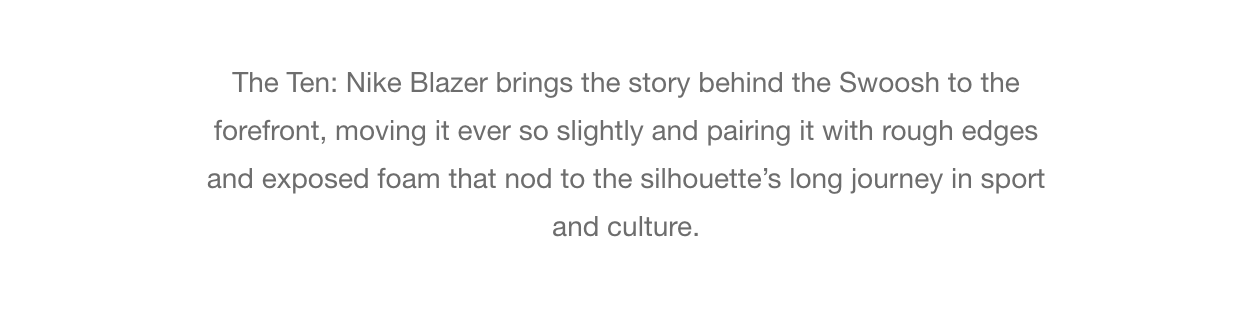 The Ten: Nike Blazer brings the story behind the Swoosh to the
forefront, moving it ever so slightly and pairing it with rough edges
and exposed foam that nod to the silhouette’s long journey in sport
and culture.